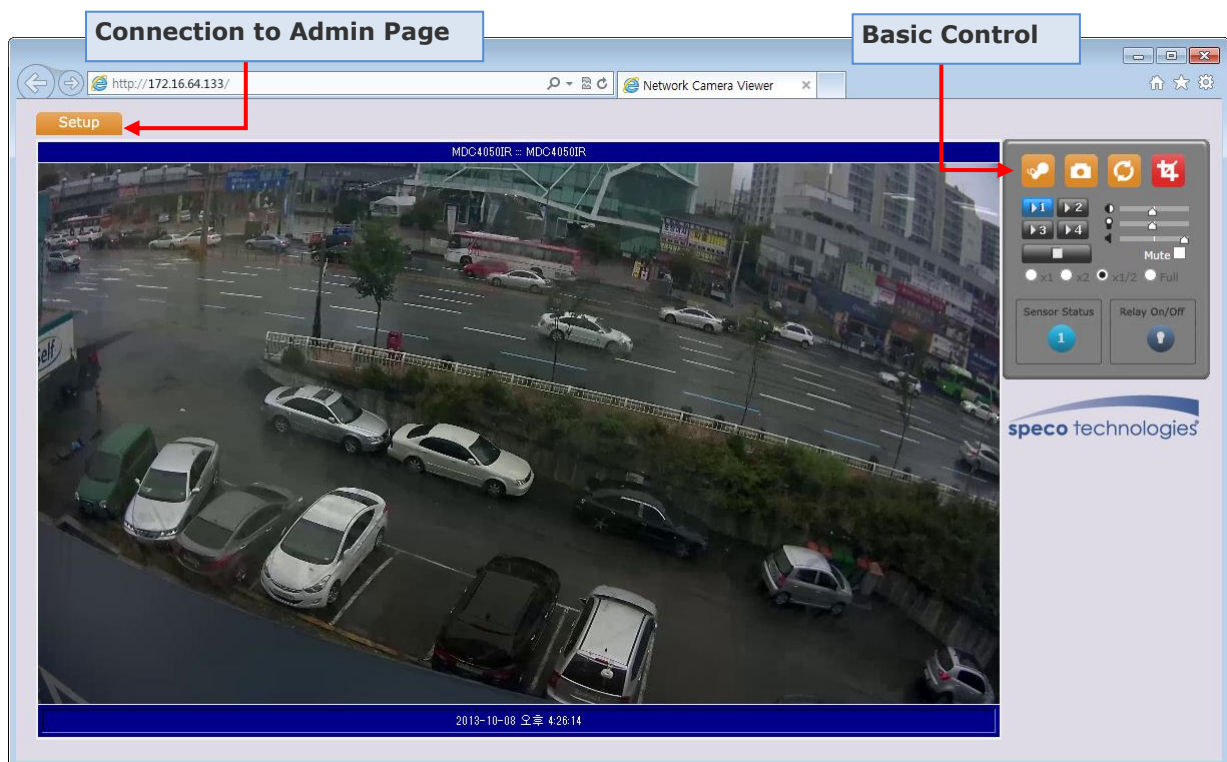 Connection to Admin Page
Basic Control
http://172.16.64.133/
Network Camera Viewer
Setup
MDC4050IR ::: MDC4050IR
1
2
3
4
Mute
x1
x2
x1/2
Full
Sensor Status
Relay On/Off
1
speco technologies
elf
2013-10-08 오후 4:26:14